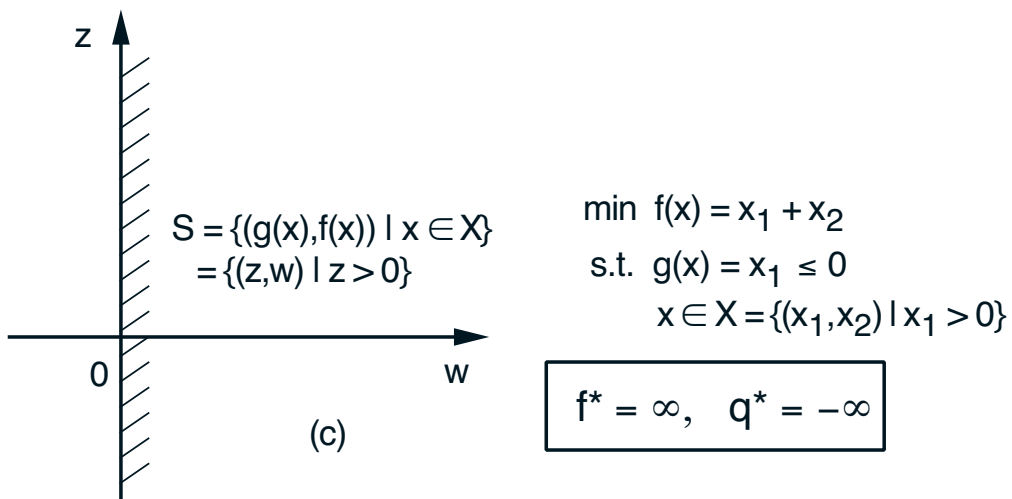 z
S = {(g(x),f(x)) | x ∈ X}
= {(z,w) | z > 0}
0
w
(c)
min f(x) = x₁ + x₂
s.t. g(x) = x₁ ≤ 0
x ∈ X = {(x₁,x₂) | x₁ > 0}
f* = ∞, q* = −∞